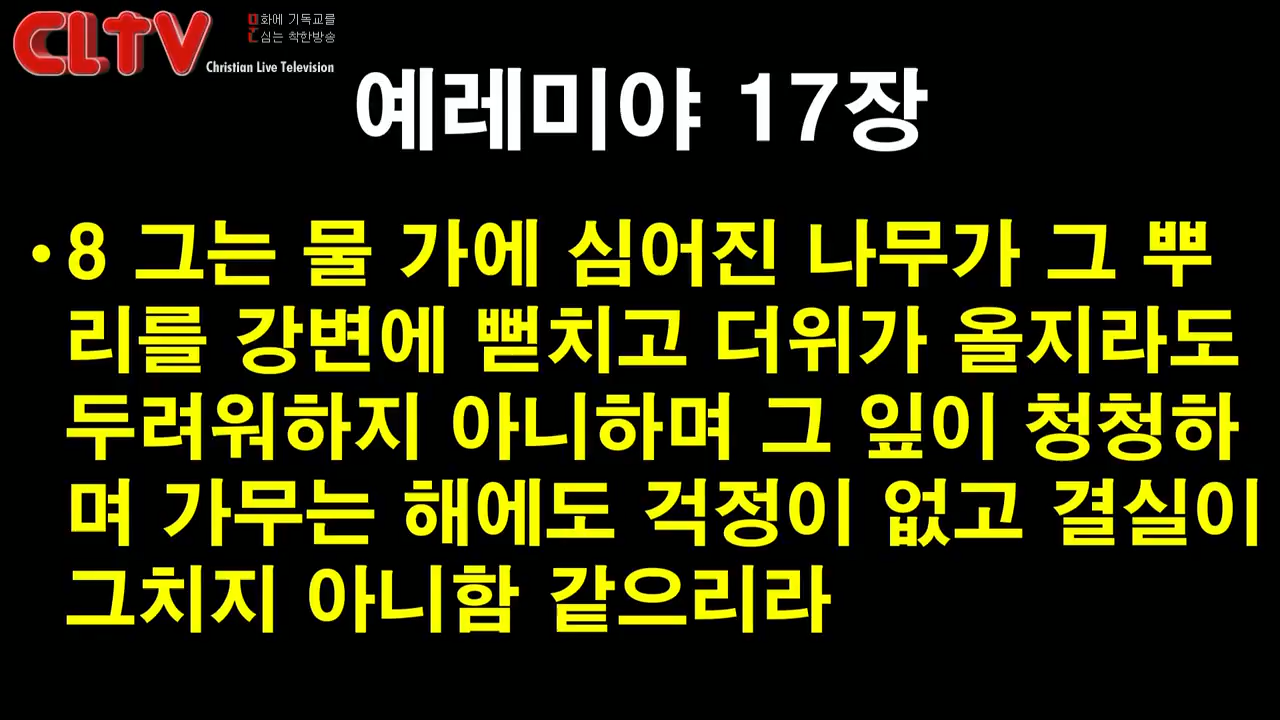 CLTV
문화에 기독교를
심는 착한방송
Christian Live Television
예레미야 17장
• 8 그는 물 가에 심어진 나무가 그 뿌
리를 강변에 뻗치고 더위가 올지라도
두려워하지 아니하며 그 잎이 청청하
며 가무는 해에도 걱정이 없고 결실이
그치지 아니함 같으리라